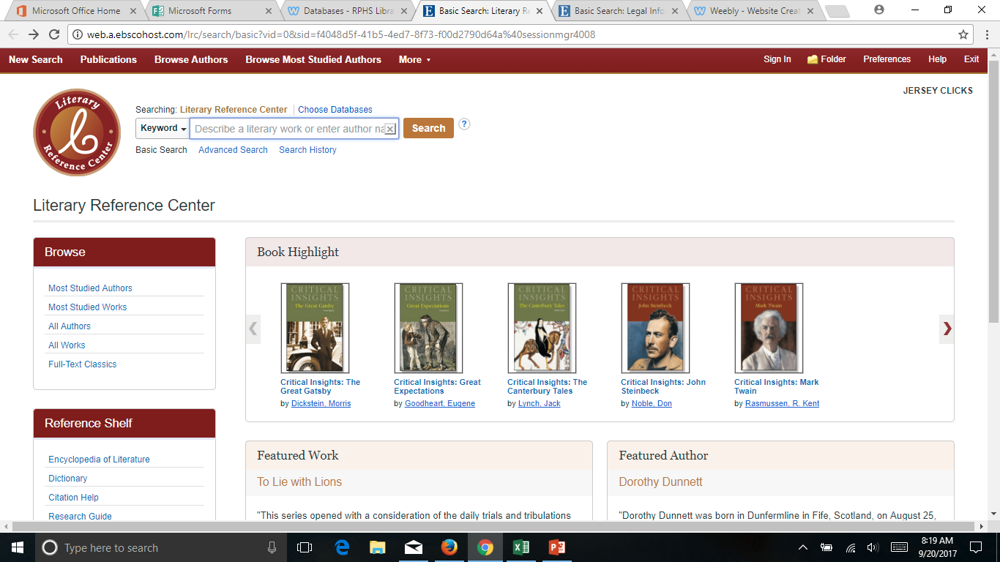 Microsoft Office Home
Microsoft Forms
Databases - RPHS Libra
Basic Search: Literary Re
Basic Search: Legal Info
Weebly - Website Creat
web.a.ebscohost.com/lrc/search/basic?vid=0&sid=f4048d5f-41b5-4ed7-8f73-f00d2790d64a%40sessionmgr4008
New Search Publications Browse Authors Browse Most Studied Authors More Sign In Folder Preferences Help Exit
JERSEY CLICKS
Literary
Reference Center
Searching: Literary Reference Center Choose Databases
Keyword Describe a literary work or enter author na Search ?
Basic Search Advanced Search Search History
Literary Reference Center
Browse
Most Studied Authors
Most Studied Works
All Authors
All Works
Full-Text Classics
Reference Shelf
Encyclopedia of Literature
Dictionary
Citation Help
Research Guide
Book Highlight
CRITICAL
INSIGHTS
The Great Gatsby
Critical Insights: The
Great Gatsby
by Dickstein, Morris
CRITICAL
INSIGHTS
Great Expectations
Critical Insights: Great
Expectations
by Goodheart, Eugene
CRITICAL
INSIGHTS
The Canterbury Tales
Critical Insights: The
Canterbury Tales
by Lynch, Jack
CRITICAL
INSIGHTS
John Steinbeck
Critical Insights: John
Steinbeck
by Noble, Don
CRITICAL
INSIGHTS
Mark Twain
Critical Insights: Mark
Twain
by Rasmussen, R. Kent
Featured Work
To Lie with Lions
"This series opened with a consideration of the daily trials and tribulations
Featured Author
Dorothy Dunnett
"Dorothy Dunnett was born in Dunfermline in Fife, Scotland, on August 25,
Type here to search
8:19 AM
9/20/2017